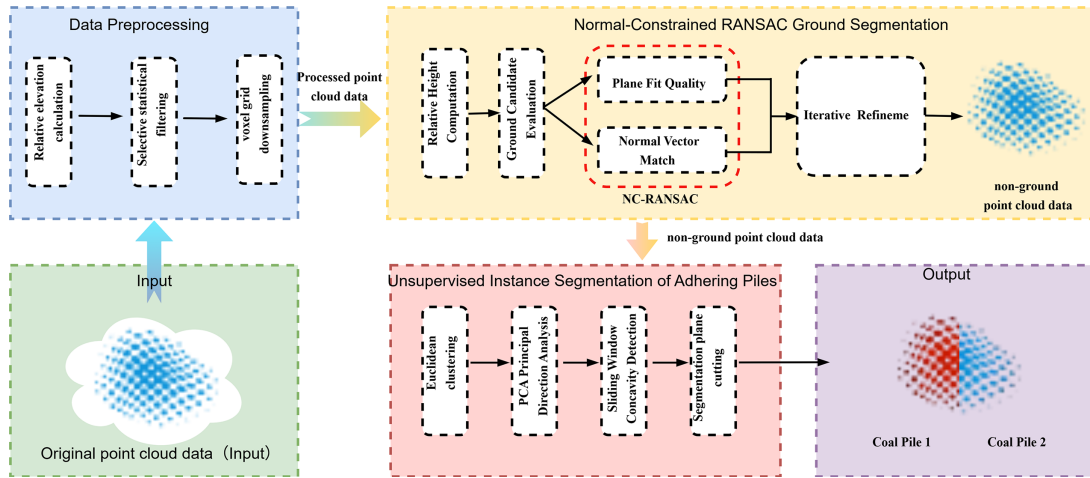 Data Preprocessing
Relative elevation
calculation
Selective statistical
filtering
voxel grid
downsampling
Processed point
cloud data
Normal-Constrained RANSAC Ground Segmentation
Relative Height
Computation
Ground Candidate
Evaluation
Plane Fit Quality
Normal Vector
Match
NC-RANSAC
Iterative Refineme
non-ground
point cloud data
non-ground point cloud data
Input
Original point cloud data（Input）
Unsupervised Instance Segmentation of Adhering Piles
Euclidean
clustering
PCA Principal
Direction Analysis
Sliding Window
Concavity Detection
Segmentation plane
cutting
Output
Coal Pile 1
Coal Pile 2